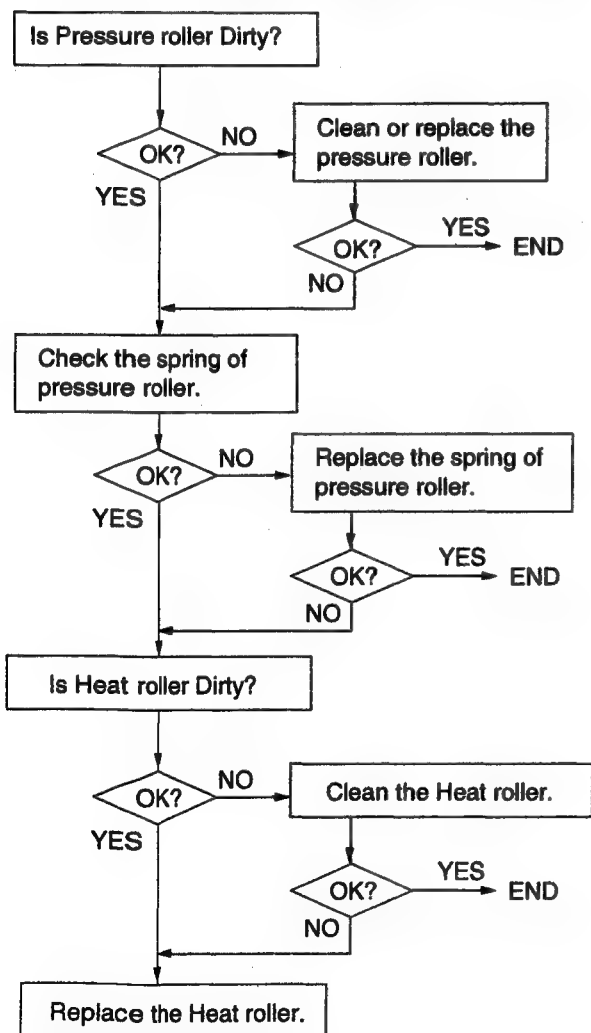 Is Pressure roller Dirty?
OK?
NO
YES
Clean or replace the
pressure roller.
OK?
YES
END
NO
Check the spring of
pressure roller.
OK?
NO
YES
Replace the spring of
pressure roller.
OK?
YES
END
NO
Is Heat roller Dirty?
OK?
NO
YES
Clean the Heat roller.
OK?
YES
END
NO
Replace the Heat roller.